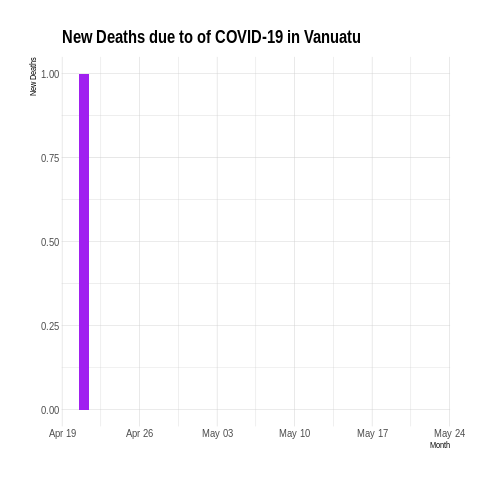 New Deaths due to of COVID-19 in Vanuatu
New Deaths
1.00
0.75
0.50
0.25
0.00
Apr 19 Apr 26 May 03 May 10 May 17 May 24
Month